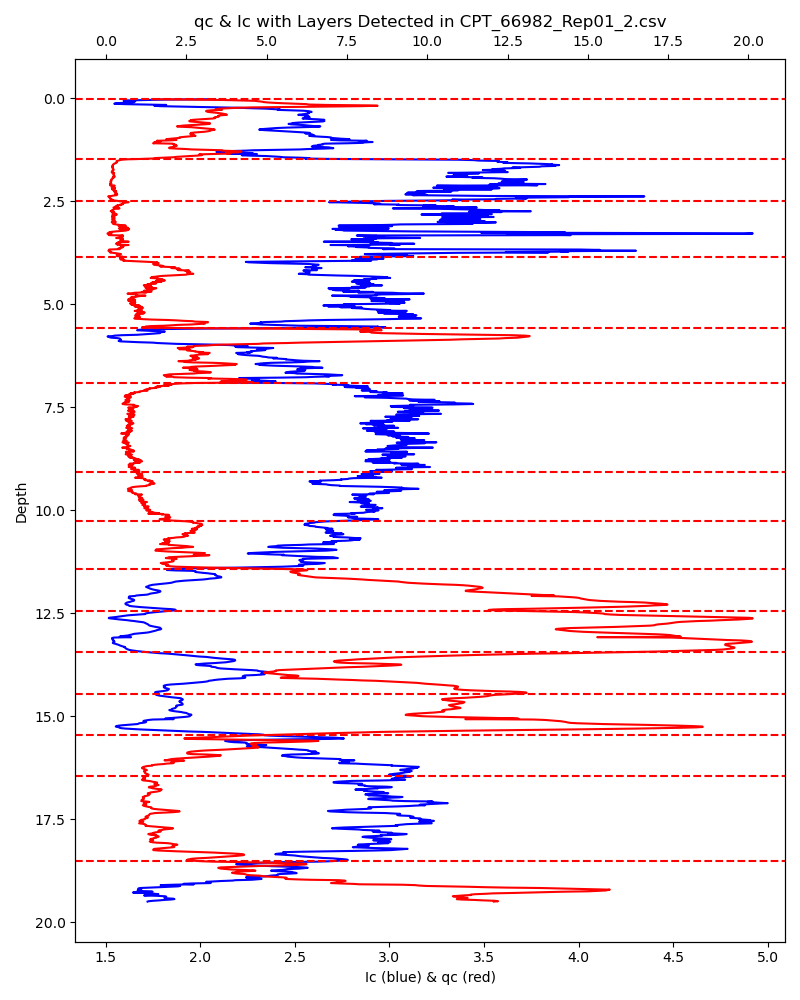 qc & Ic with Layers Detected in CPT_66982_Rep01_2.csv
0.0 2.5 5.0 7.5 10.0 12.5 15.0 17.5 20.0
0.0
2.5
5.0
7.5
Depth
10.0
12.5
15.0
17.5
20.0
1.5 2.0 2.5 3.0 3.5 4.0 4.5 5.0
Ic (blue) & qc (red)